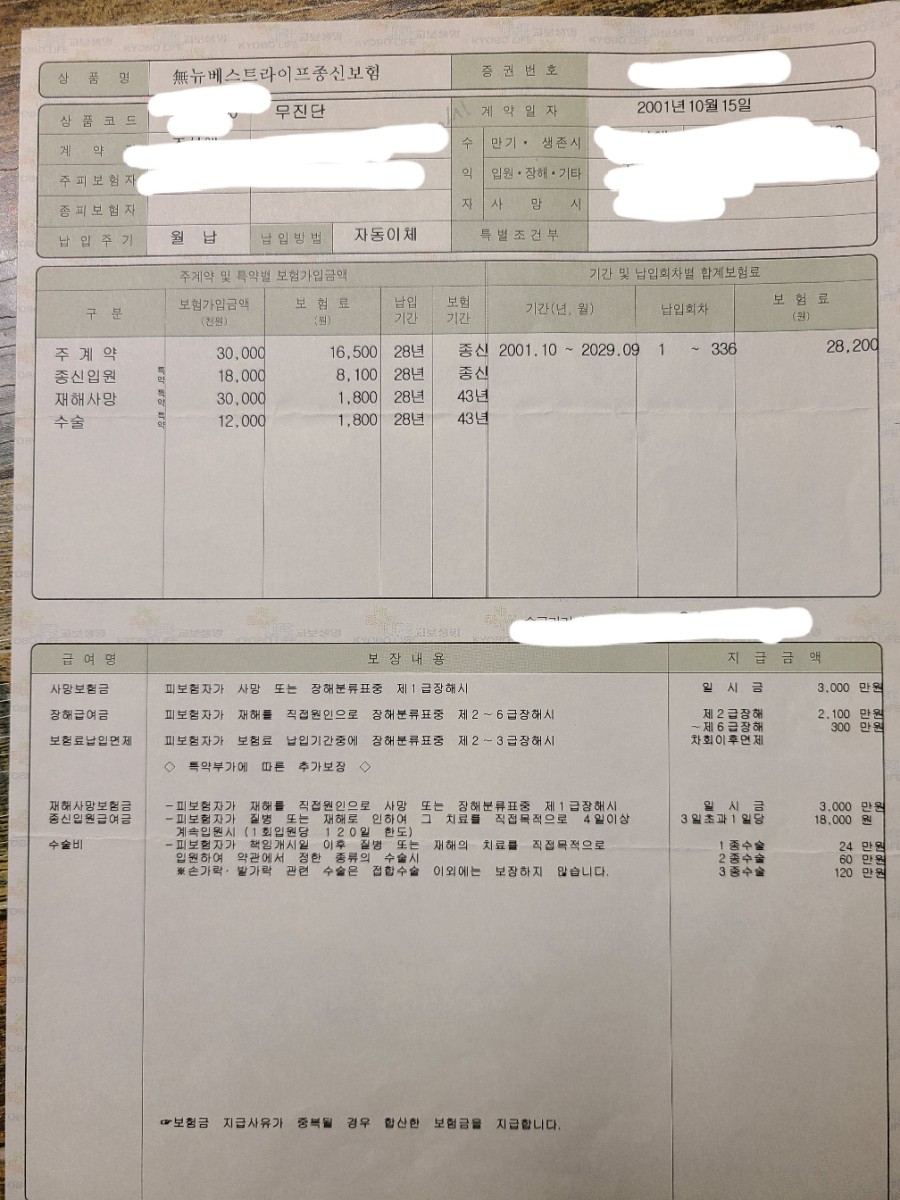 상 품 명 無뉴베스트라이프종신보험 증 권 번 호
상 품 코 드 무진단 계 약 일 자 2001년 10월 15일
계 약 수 만기 · 생존시
주 피 보 험 자 익 입원 · 장해 · 기타
종 피 보 험 자 자 사 망 시
납 입 주 기 월 납 납 입 방 법 자동이체 특 별 조 건 부
주계약 및 특약별 보험가입금액 기간 및 납입회차별 합계보험료
구 분 보험가입금액 (천원) 보 험 료 (원) 납입 기간 보험 기간 기간(년, 월) 납입회차 보 험 료 (원)
주 계 약 30,000 16,500 28년 종신 2001.10 ~ 2029.09 1 ~ 336 28,200
종신입원 특약 18,000 8,100 28년 종신
재해사망 특약 30,000 1,800 28년 43년
수술 특약 12,000 1,800 28년 43년
급 여 명 보 장 내 용 지 급 금 액
사망보험금 피보험자가 사망 또는 장해분류표중 제1급장해시 일 시 금 3,000 만원
장해급여금 피보험자가 재해를 직접원인으로 장해분류표중 제2~6급장해시 제2급장해 2,100 만원
~제6급장해 300 만원
보험료납입면제 피보험자가 보험료 납입기간중에 장해분류표중 제2~3급장해시 차회이후면제
◇ 특약부가에 따른 추가보장 ◇
재해사망보험금 -피보험자가 재해를 직접원인으로 사망 또는 장해분류표중 제1급장해시 일 시 금 3,000 만원
종신입원급여금 -피보험자가 질병 또는 재해로 인하여 그 치료를 직접목적으로 4일이상 3일초과1일당 18,000 원
계속입원시 (1회입원당 120일 한도)
수술비 -피보험자가 책임개시일 이후 질병 또는 재해의 치료를 직접목적으로 1종수술 24 만원
입원하여 약관에서 정한 종류의 수술시 2종수술 60 만원
※손가락·발가락 관련 수술은 접합수술 이외에는 보장하지 않습니다. 3종수술 120 만원
☞보험금 지급사유가 중복될 경우 합산한 보험금을 지급합니다.